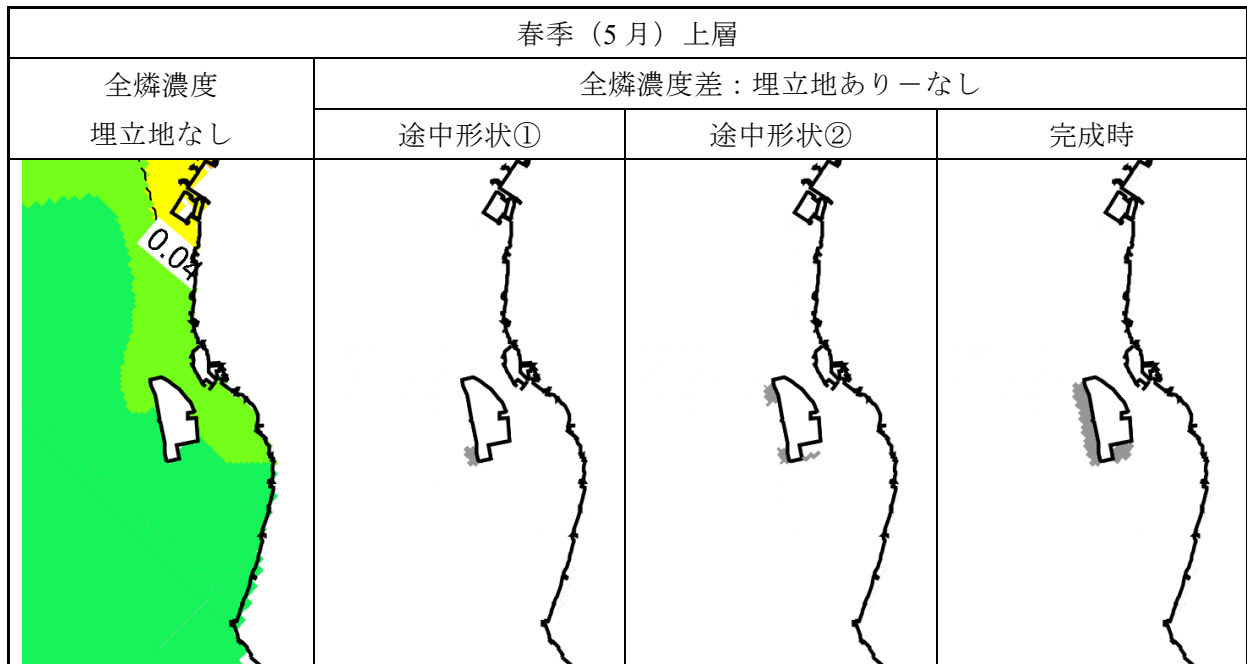 春季（5 月）上層
全燐濃度
埋立地なし
全燐濃度差：埋立地あり－なし
途中形状①
途中形状②
完成時
0.04